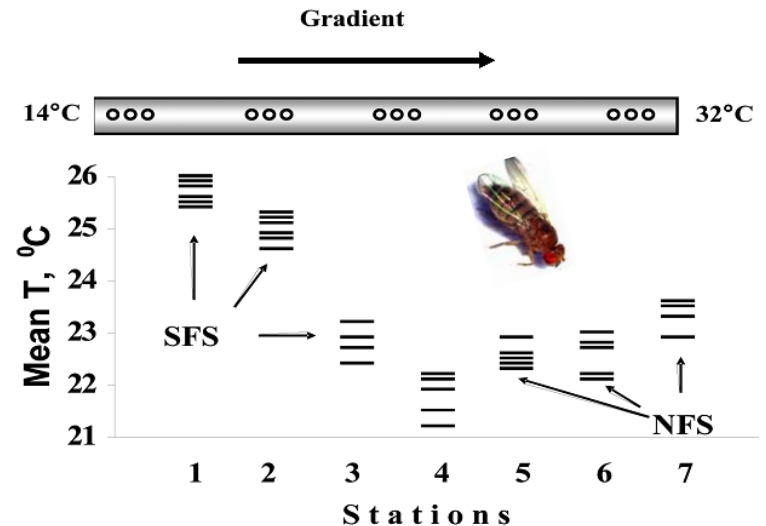 Gradient
14°C
32°C
26
25
24
23
22
21
Mean T, ⁰C
SFS
NFS
1 2 3 4 5 6 7
Stations